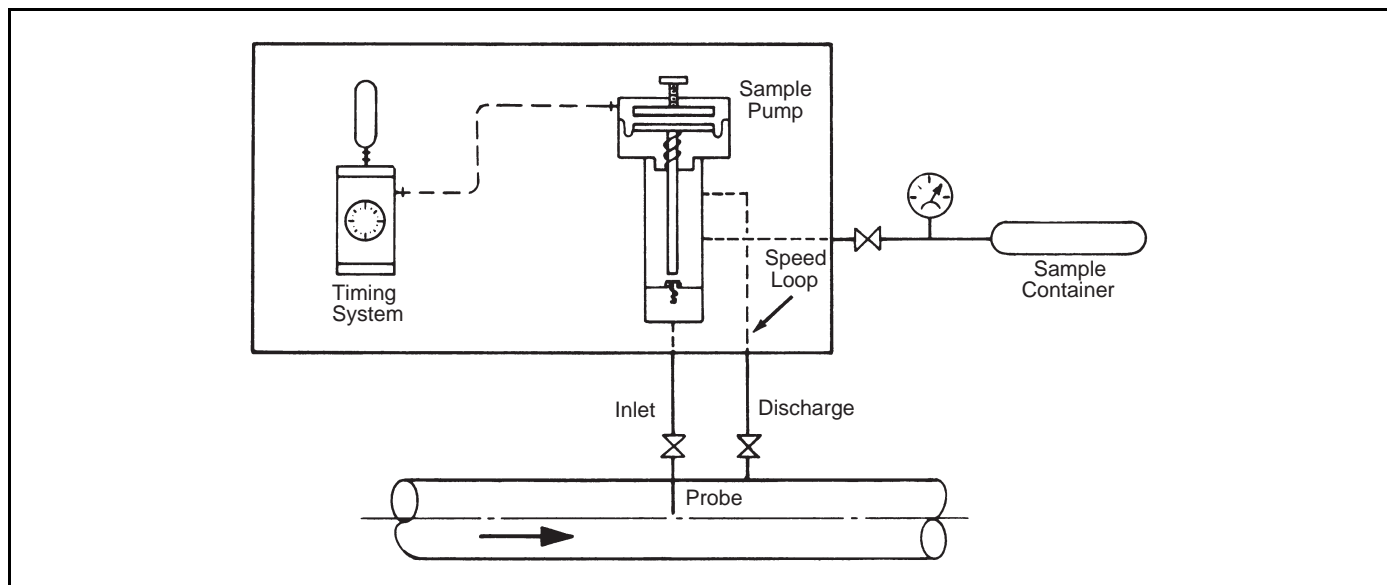 Sample
Pump
Timing
System
Speed
Loop
Sample
Container
Inlet
Discharge
Probe